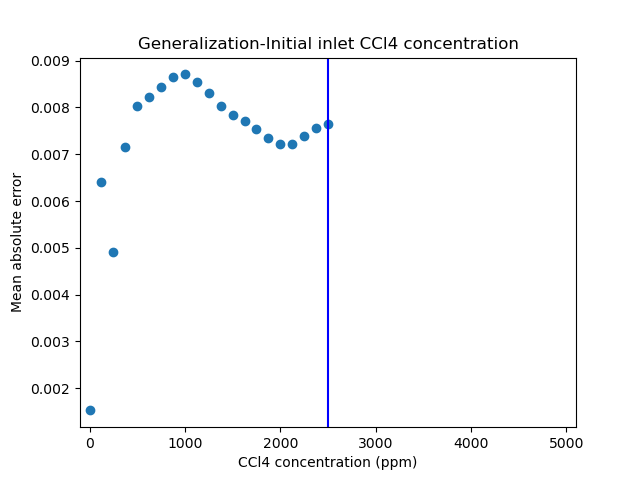 Generalization-Initial inlet CCl4 concentration
0.009
0.008
0.007
0.006
0.005
0.004
0.003
0.002
Mean absolute error
0 1000 2000 3000 4000 5000
CCl4 concentration (ppm)